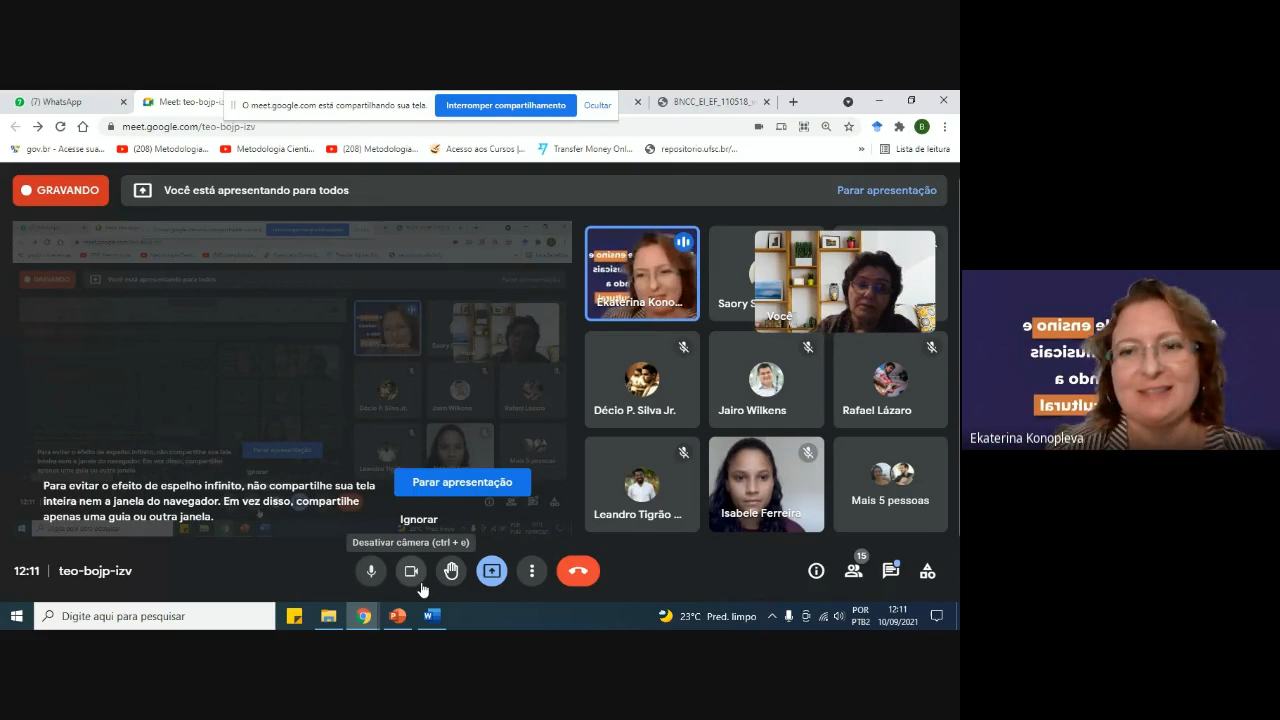 (7) WhatsApp
Meet: teo-bojp-iz
O meet.google.com está compartilhando sua tela.
Interromper compartilhamento
Ocultar
BNCC_EI_EF_110518_
meet.google.com/teo-bojp-izv
B
gov.br - Acesse sua...
(208) Metodologia...
Metodologia Cientí...
(208) Metodologia...
Acesso aos Cursos |...
Transfer Money Onl...
repositorio.ufsc.br/...
»
Lista de leitura
GRAVANDO
Você está apresentando para todos
Parar apresentação
Ekaterina Kono...
Saory S
Você
Décio P. Silva Jr.
Jairo Wilkens
Rafael Lázaro
Leandro Tigrão ...
Isabele Ferreira
Mais 5 pessoas
Para evitar o efeito de espelho infinito, não compartilhe sua tela
inteira nem a janela do navegador. Em vez disso, compartilhe
apenas uma guia ou outra janela.
Parar apresentação
Ignorar
Desativar câmera (ctrl + e)
12:11 | teo-bojp-izv
15
Digite aqui para pesquisar
23°C Pred. limpo
POR
PTB2
12:11
10/09/2021
ensino e
usicais
ndo a
ultural
Ekaterina Konopleva